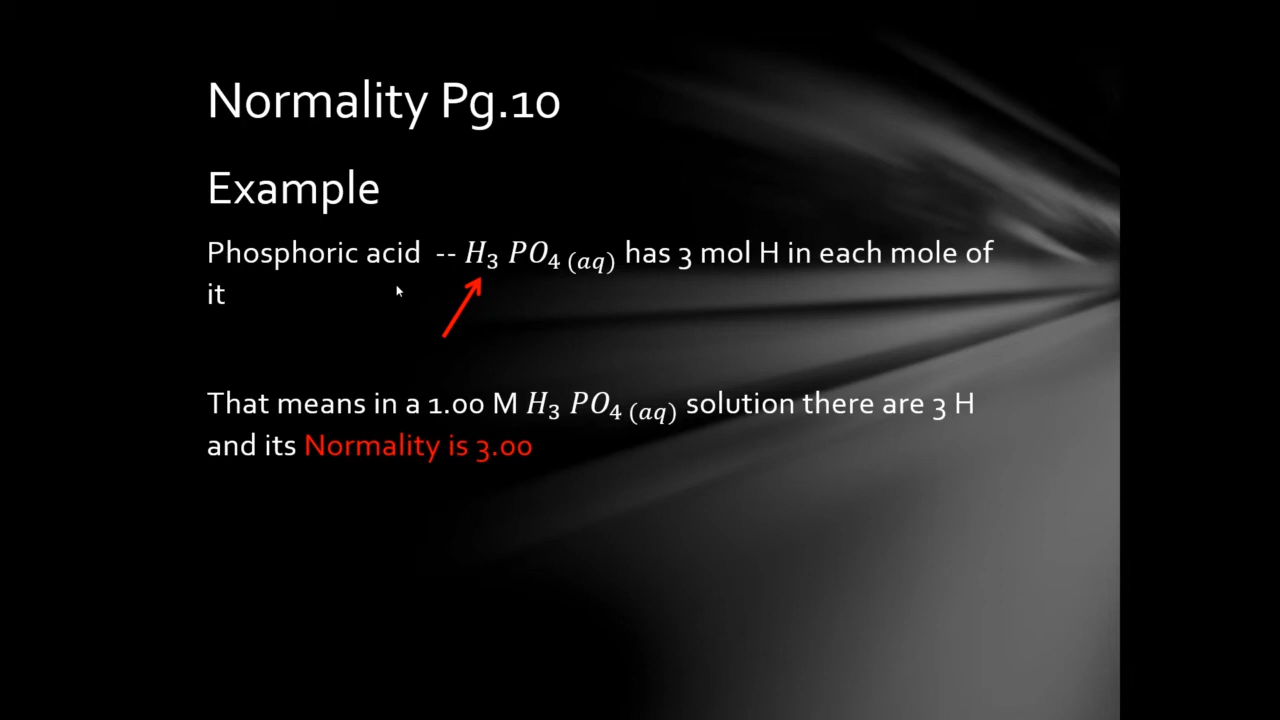 Normality Pg.10
Example
Phosphoric acid -- H₃ PO₄ ₍aq₎ has 3 mol H in each mole of
it
That means in a 1.00 M H₃ PO₄ ₍aq₎ solution there are 3 H
and its Normality is 3.00